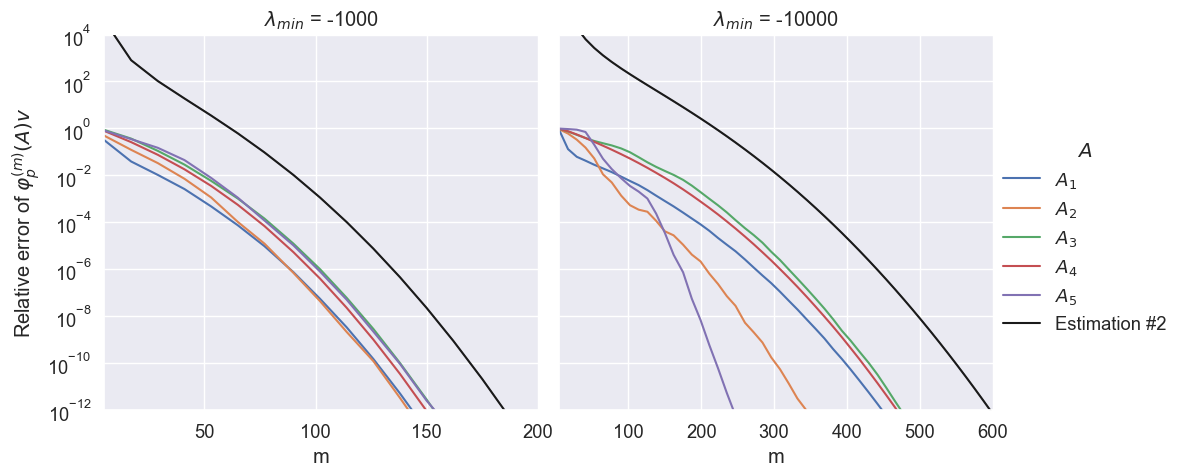 λ_min = -1000
λ_min = -10000
Relative error of φ_p^(m)(A)v
10^4
10^2
10^0
10^−2
10^−4
10^−6
10^−8
10^−10
10^−12
50 100 150 200
100 200 300 400 500 600
m
m
A
A_1
A_2
A_3
A_4
A_5
Estimation #2